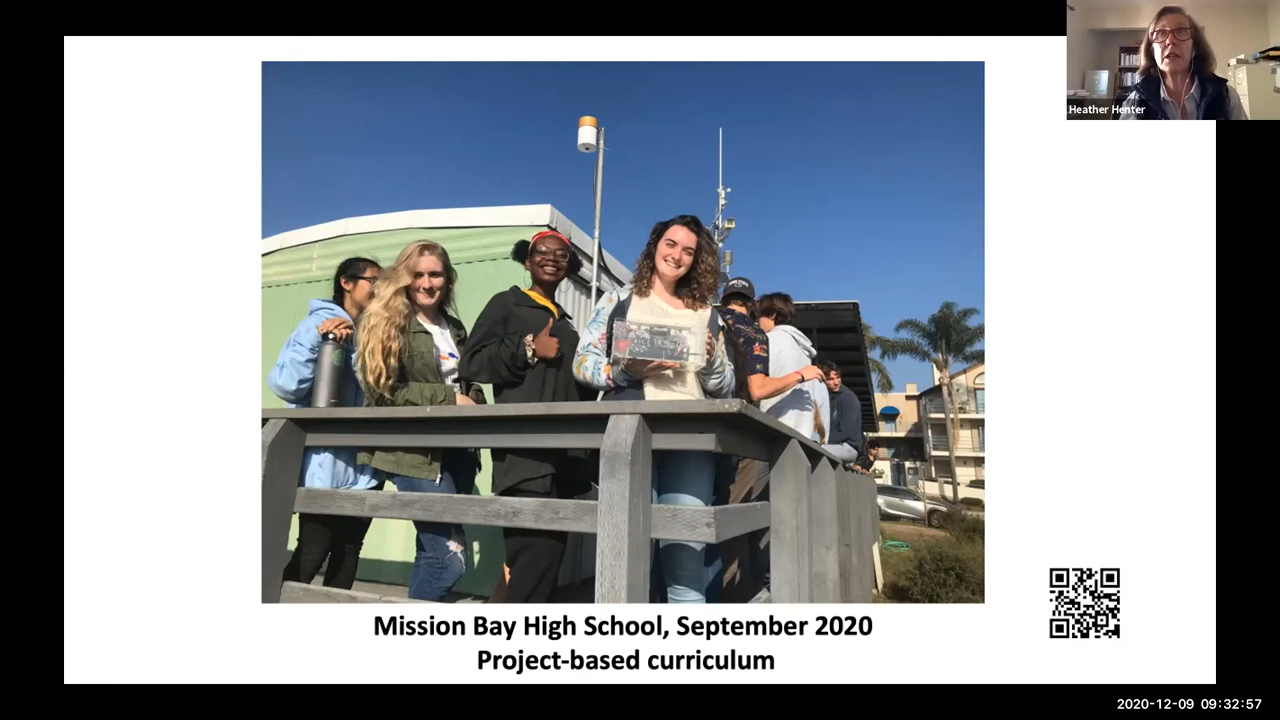 Heather Henter
Mission Bay High School, September 2020
Project-based curriculum
2020-12-09 09:32:57